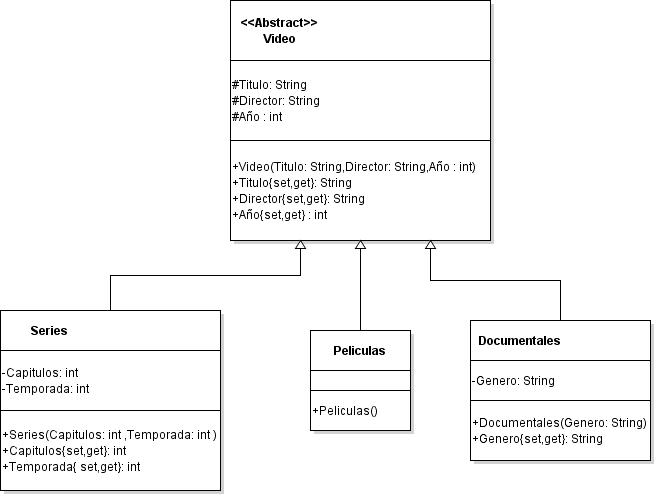 <<Abstract>>
Video
#Titulo: String
#Director: String
#Año : int
+Video(Titulo: String,Director: String,Año : int)
+Titulo{set,get}: String
+Director{set,get}: String
+Año{set,get} : int
Series
-Capitulos: int
-Temporada: int
+Series(Capitulos: int ,Temporada: int )
+Capitulos{set,get}: int
+Temporada{ set,get}: int
Peliculas
+Peliculas()
Documentales
-Genero: String
+Documentales(Genero: String)
+Genero{set,get}: String